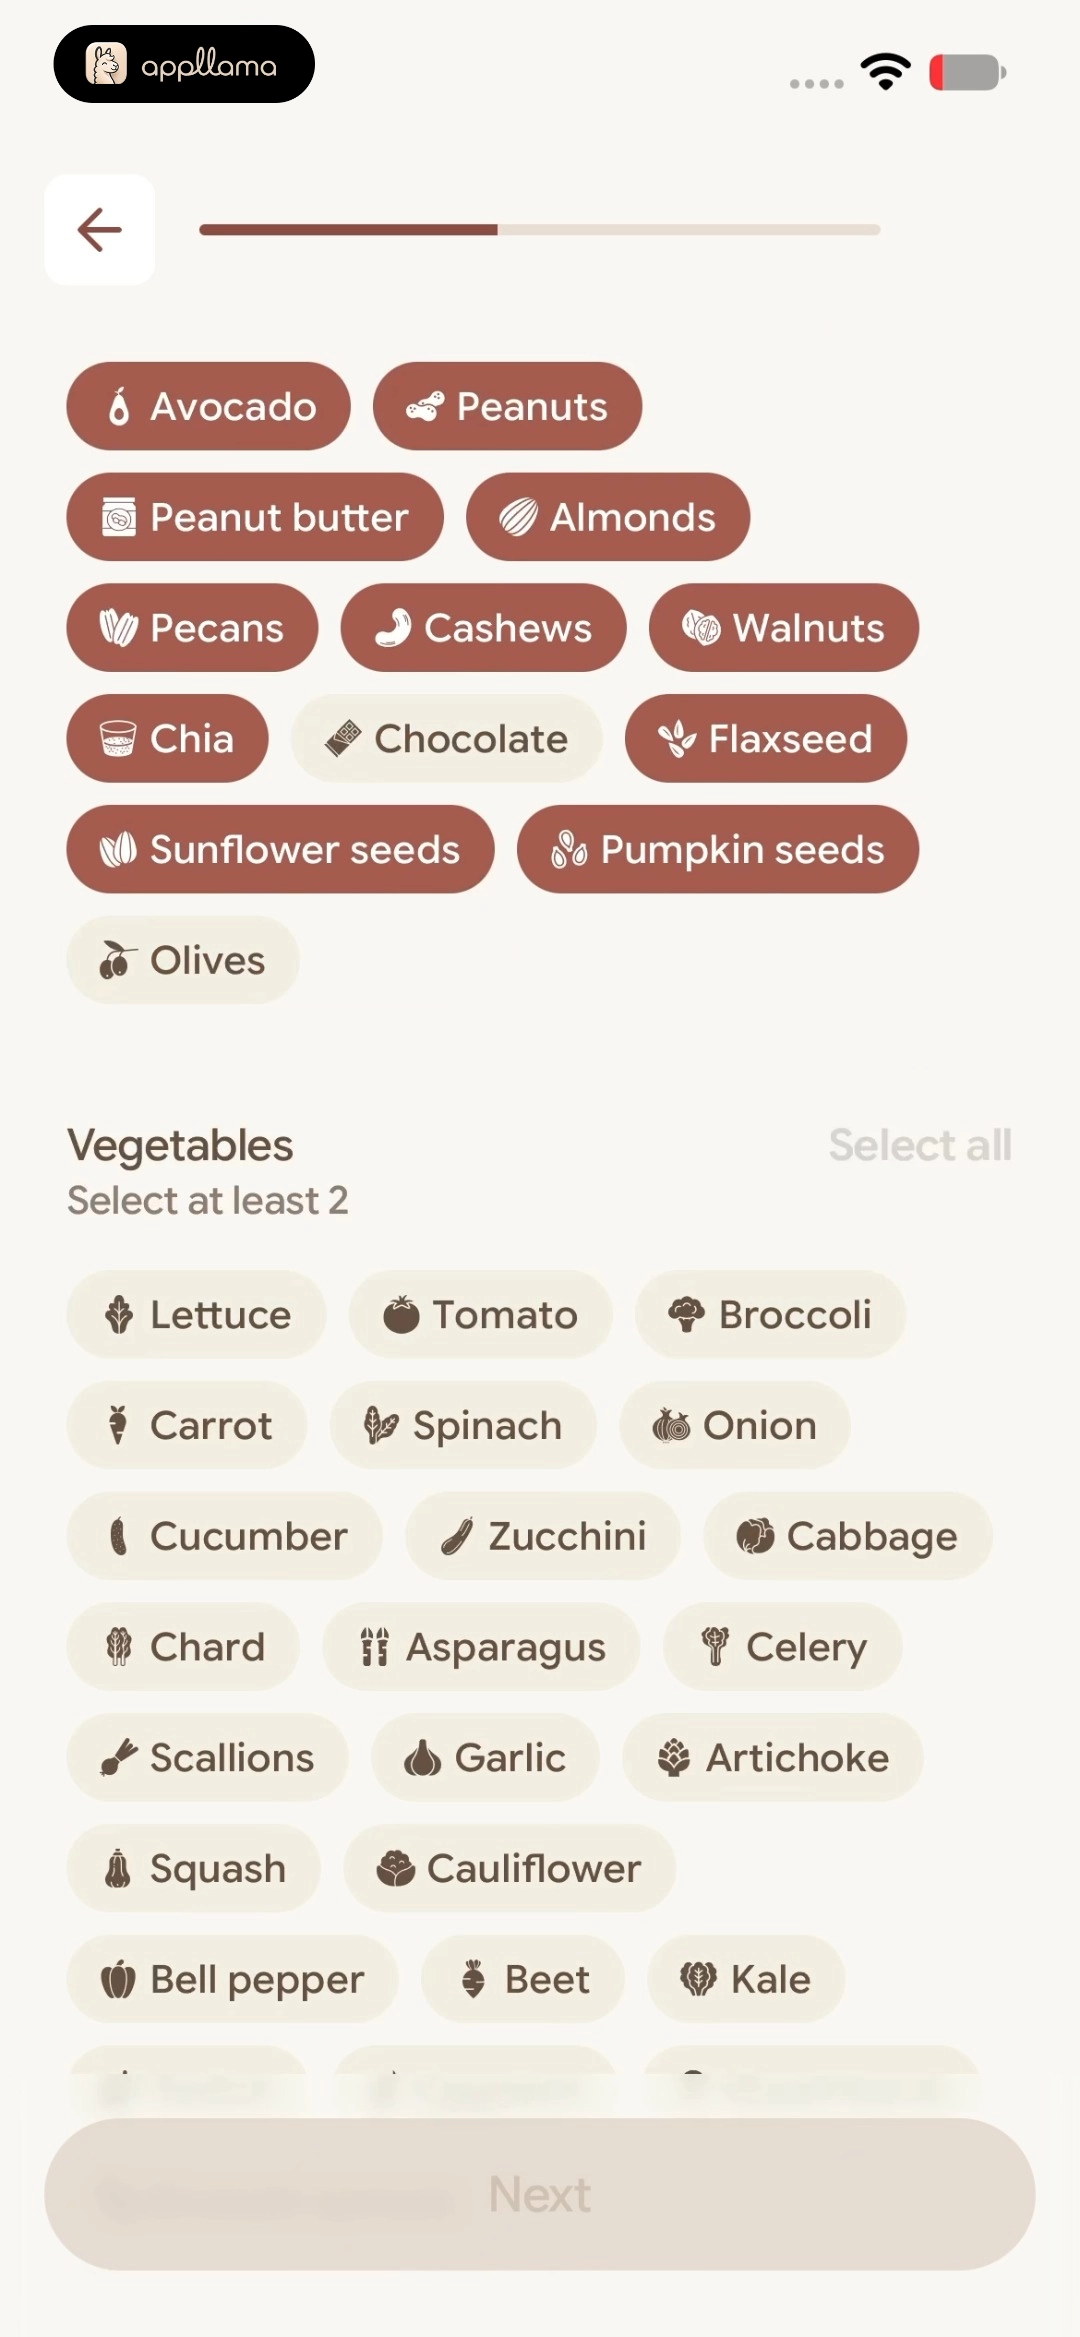 appllama
Avocado Peanuts
Peanut butter Almonds
Pecans Cashews Walnuts
Chia Chocolate Flaxseed
Sunflower seeds Pumpkin seeds
Olives
Vegetables Select all
Select at least 2
Lettuce Tomato Broccoli
Carrot Spinach Onion
Cucumber Zucchini Cabbage
Chard Asparagus Celery
Scallions Garlic Artichoke
Squash Cauliflower
Bell pepper Beet Kale
Next